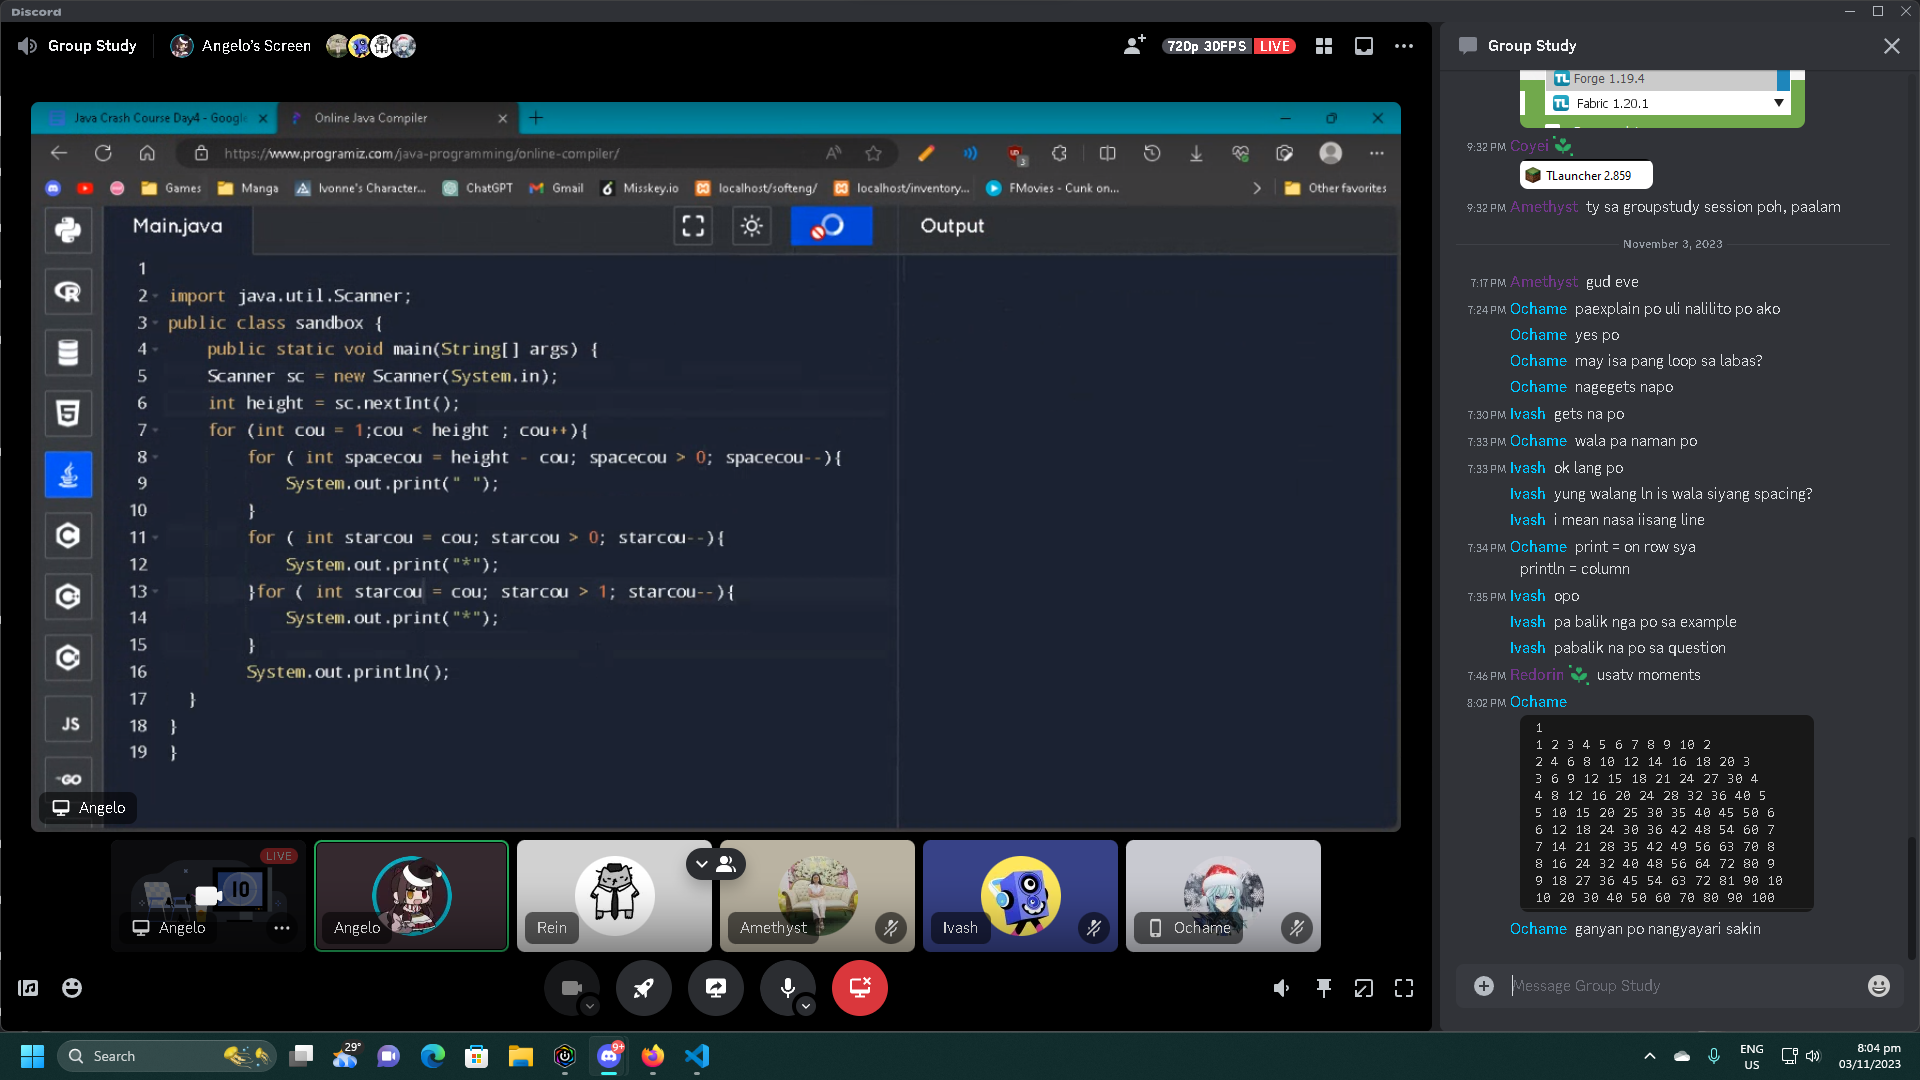 Discord
Group Study
Angelo's Screen
720p 30FPS LIVE
Java Crash Course Day4 - Google
Online Java Compiler
https://www.programiz.com/java-programming/online-compiler/
3
Games
Manga
Ivonne's Character...
ChatGPT
Gmail
Misskey.io
localhost/softeng/
localhost/inventory...
FMovies - Cunk on...
Other favorites
Main.java
Output
1
2 import java.util.Scanner;
3 public class sandbox {
4 public static void main(String[] args) {
5 Scanner sc = new Scanner(System.in);
6 int height = sc.nextInt();
7 for (int cou = 1;cou < height ; cou++){
8 for ( int spacecou = height - cou; spacecou > 0; spacecou--){
9 System.out.print(" ");
10 }
11 for ( int starcou = cou; starcou > 0; starcou--){
12 System.out.print("*");
13 }for ( int starcou = cou; starcou > 1; starcou--){
14 System.out.print("*");
15 }
16 System.out.println();
17 }
18 }
19 }
JS
GO
Angelo
LIVE
Angelo
Angelo
Rein
Amethyst
Ivash
Ochame
Group Study
Forge 1.19.4
Fabric 1.20.1
9:32 PM Coyei
TLauncher 2.859
9:32 PM Amethyst ty sa groupstudy session poh, paalam
November 3, 2023
7:17 PM Amethyst gud eve
7:24 PM Ochame paexplain po uli nalilito po ako
Ochame yes po
Ochame may isa pang loop sa labas?
Ochame nagegets napo
7:30 PM Ivash gets na po
7:33 PM Ochame wala pa naman po
7:33 PM Ivash ok lang po
Ivash yung walang ln is wala siyang spacing?
Ivash i mean nasa iisang line
7:34 PM Ochame print = on row sya
println = column
7:35 PM Ivash opo
Ivash pa balik nga po sa example
Ivash pabalik na po sa question
7:46 PM Redorin usatv moments
8:02 PM Ochame
1
1 2 3 4 5 6 7 8 9 10 2
2 4 6 8 10 12 14 16 18 20 3
3 6 9 12 15 18 21 24 27 30 4
4 8 12 16 20 24 28 32 36 40 5
5 10 15 20 25 30 35 40 45 50 6
6 12 18 24 30 36 42 48 54 60 7
7 14 21 28 35 42 49 56 63 70 8
8 16 24 32 40 48 56 64 72 80 9
9 18 27 36 45 54 63 72 81 90 10
10 20 30 40 50 60 70 80 90 100
Ochame ganyan po nangyayari sakin
Message Group Study
Search
29°
9+
ENG
US
8:04 pm
03/11/2023